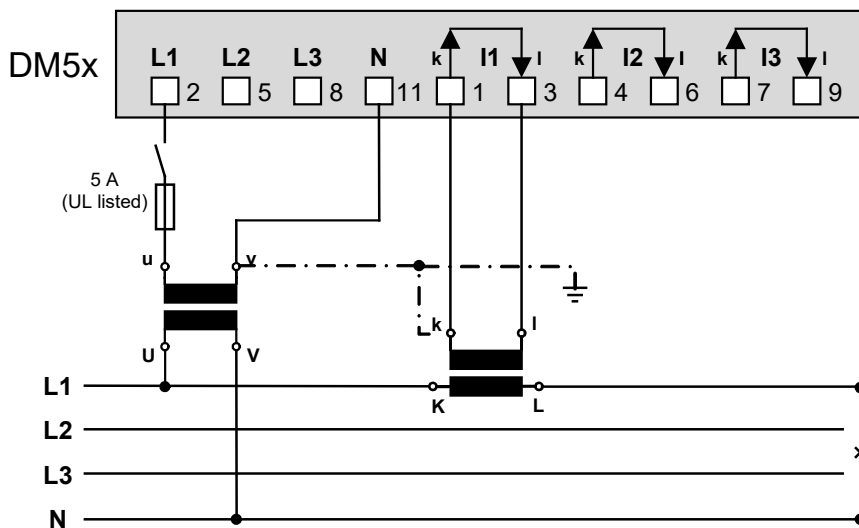 L1 L2 L3 N k I1 l k I2 l k I3 l
DM5x
2 5 8 11 1 3 4 6 7 9
5 A
(UL listed)
u v
k l
U V
L1
K L
L2
L3
N